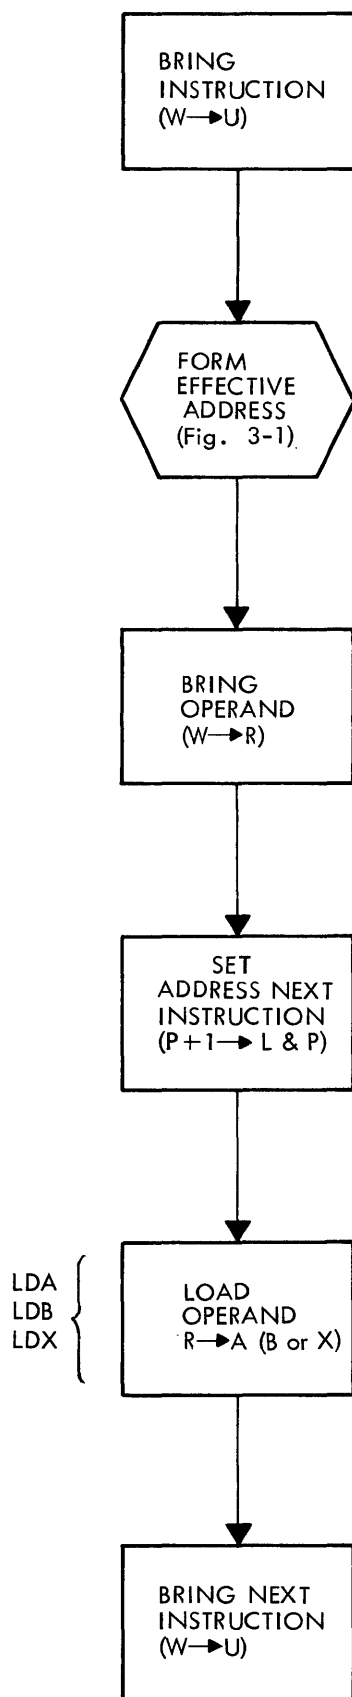 BRING
INSTRUCTION
(W→U)
FORM
EFFECTIVE
ADDRESS
(Fig. 3-1)
BRING
OPERAND
(W→R)
SET
ADDRESS NEXT
INSTRUCTION
(P+1→ L & P)
LDA
LDB
LDX
LOAD
OPERAND
R→A (B or X)
BRING NEXT
INSTRUCTION
(W→U)